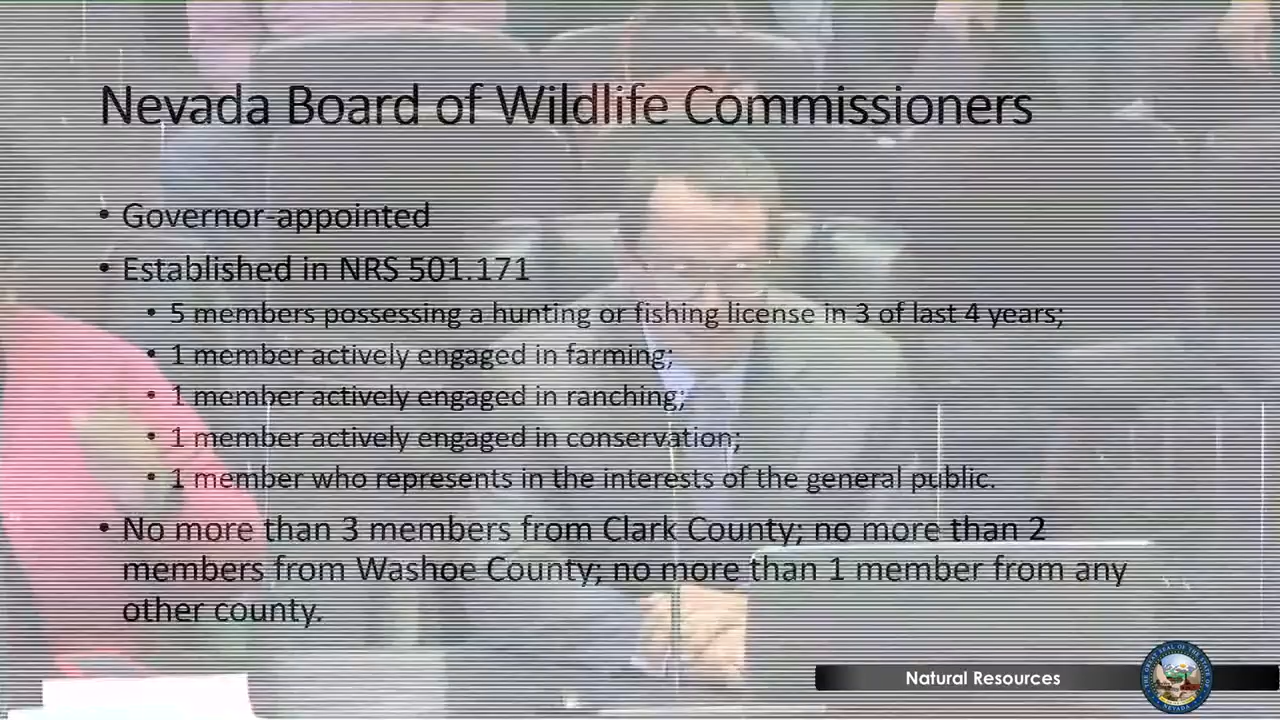 Nevada Board of Wildlife Commissioners
• Governor-appointed
• Established in NRS 501.171
• 5 members possessing a hunting or fishing license in 3 of last 4 years;
• 1 member actively engaged in farming;
• 1 member actively engaged in ranching;
• 1 member actively engaged in conservation;
• 1 member who represents in the interests of the general public.
• No more than 3 members from Clark County; no more than 2
members from Washoe County; no more than 1 member from any
other county.
Natural Resources